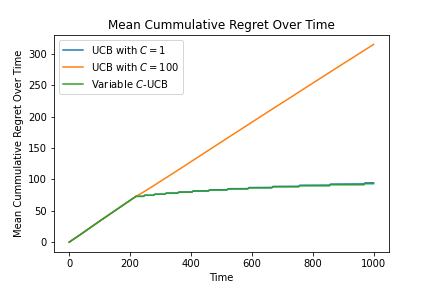 Mean Cummulative Regret Over Time
Mean Cummulative Regret Over Time
UCB with C = 1
UCB with C = 100
Variable C-UCB
300
250
200
150
100
50
0
0 200 400 600 800 1000
Time